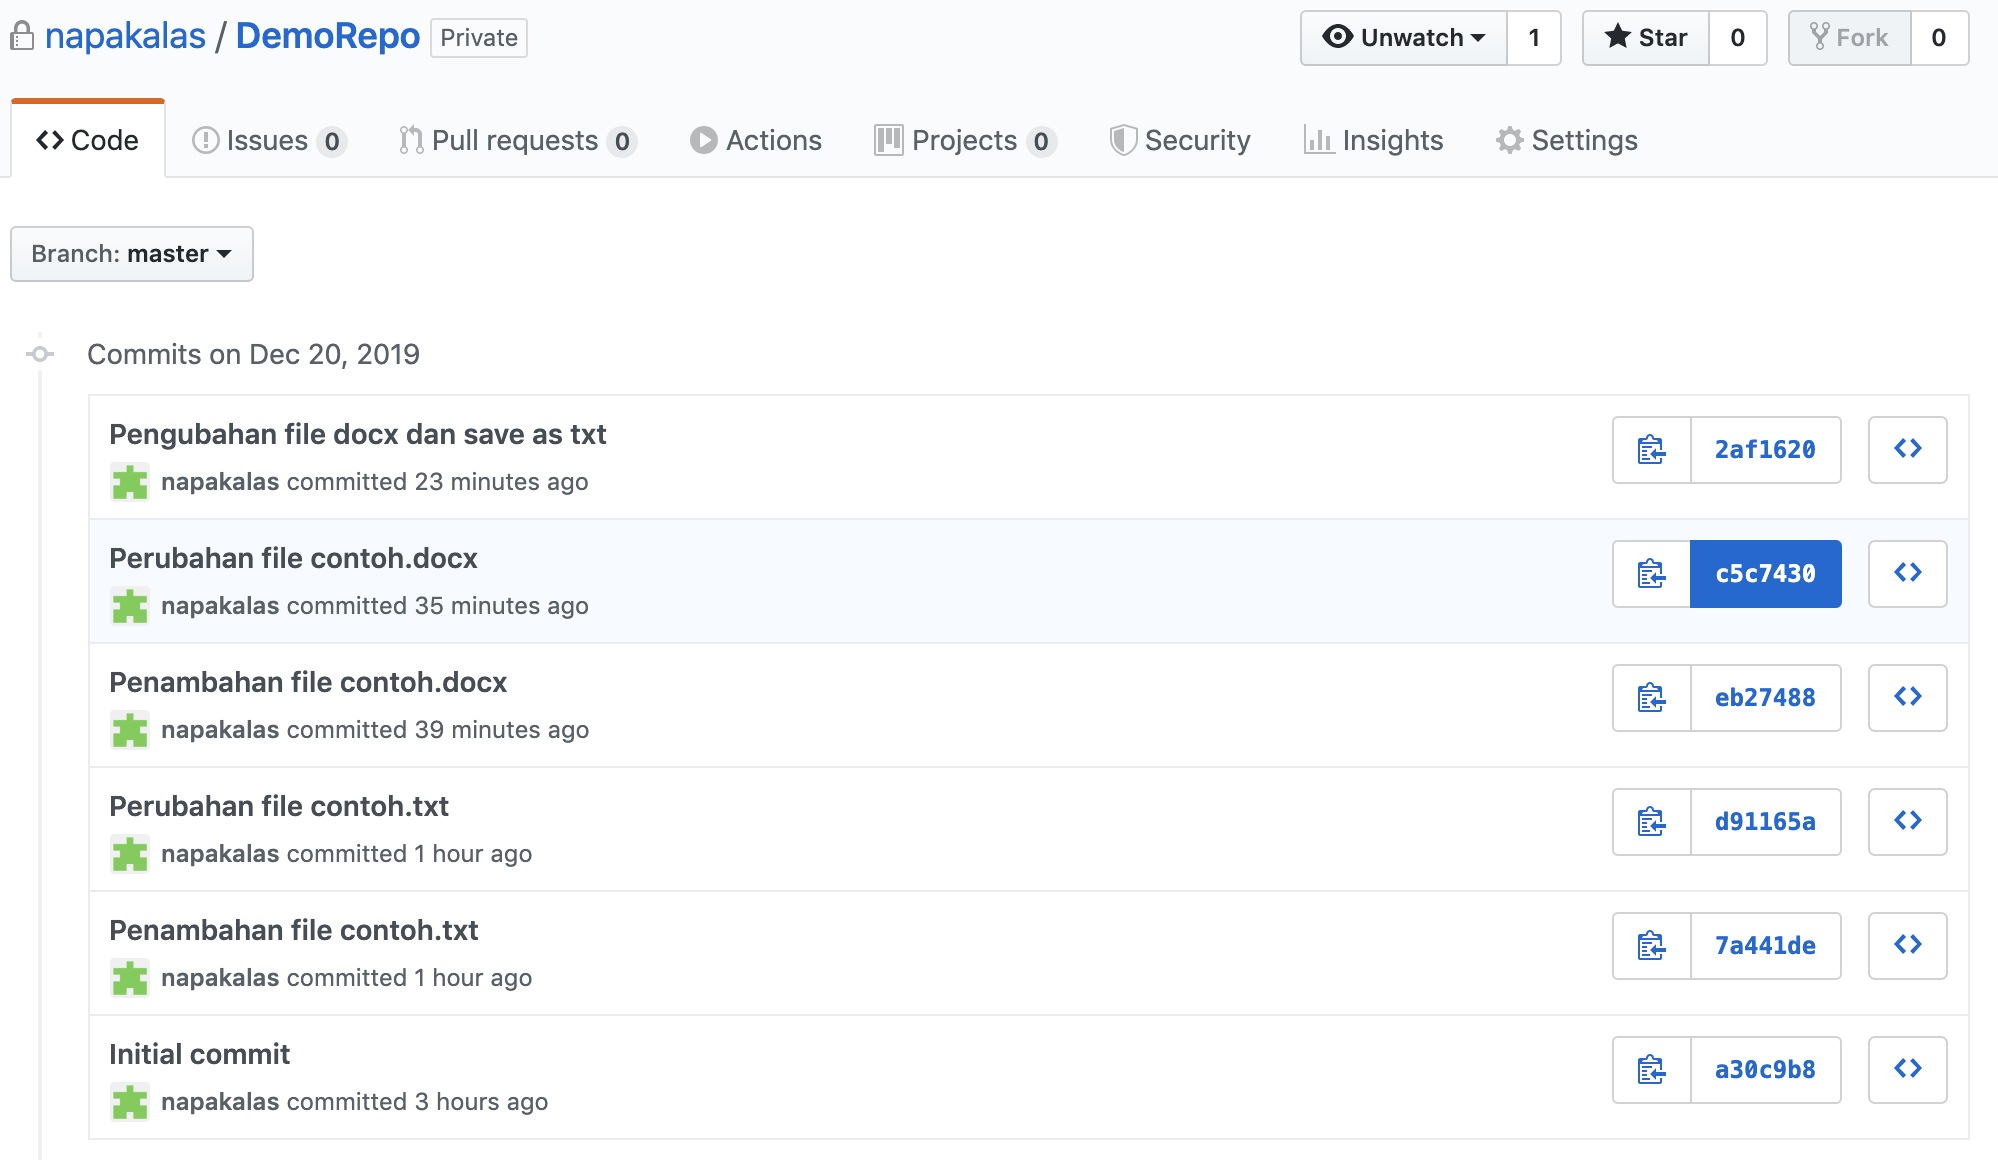 napakalas / DemoRepo Private Unwatch 1 Star 0 Fork 0
Code Issues 0 Pull requests 0 Actions Projects 0 Security Insights Settings
Branch: master
Commits on Dec 20, 2019
Pengubahan file docx dan save as txt
napakalas committed 23 minutes ago
2af1620
Perubahan file contoh.docx
napakalas committed 35 minutes ago
c5c7430
Penambahan file contoh.docx
napakalas committed 39 minutes ago
eb27488
Perubahan file contoh.txt
napakalas committed 1 hour ago
d91165a
Penambahan file contoh.txt
napakalas committed 1 hour ago
7a441de
Initial commit
napakalas committed 3 hours ago
a30c9b8